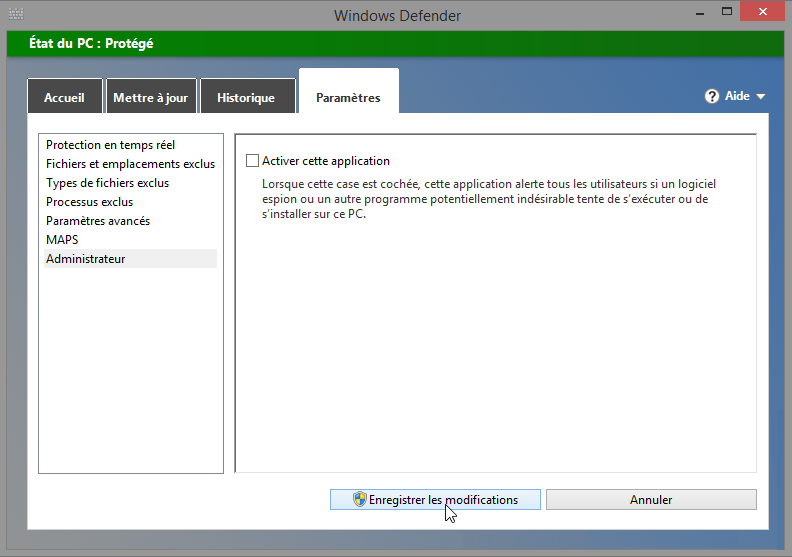 Windows Defender
État du PC : Protégé
Accueil
Mettre à jour
Historique
Paramètres
Aide
Protection en temps réel
Fichiers et emplacements exclus
Types de fichiers exclus
Processus exclus
Paramètres avancés
MAPS
Administrateur
Activer cette application
Lorsque cette case est cochée, cette application alerte tous les utilisateurs si un logiciel
espion ou un autre programme potentiellement indésirable tente de s'exécuter ou de
s'installer sur ce PC.
Enregistrer les modifications
Annuler